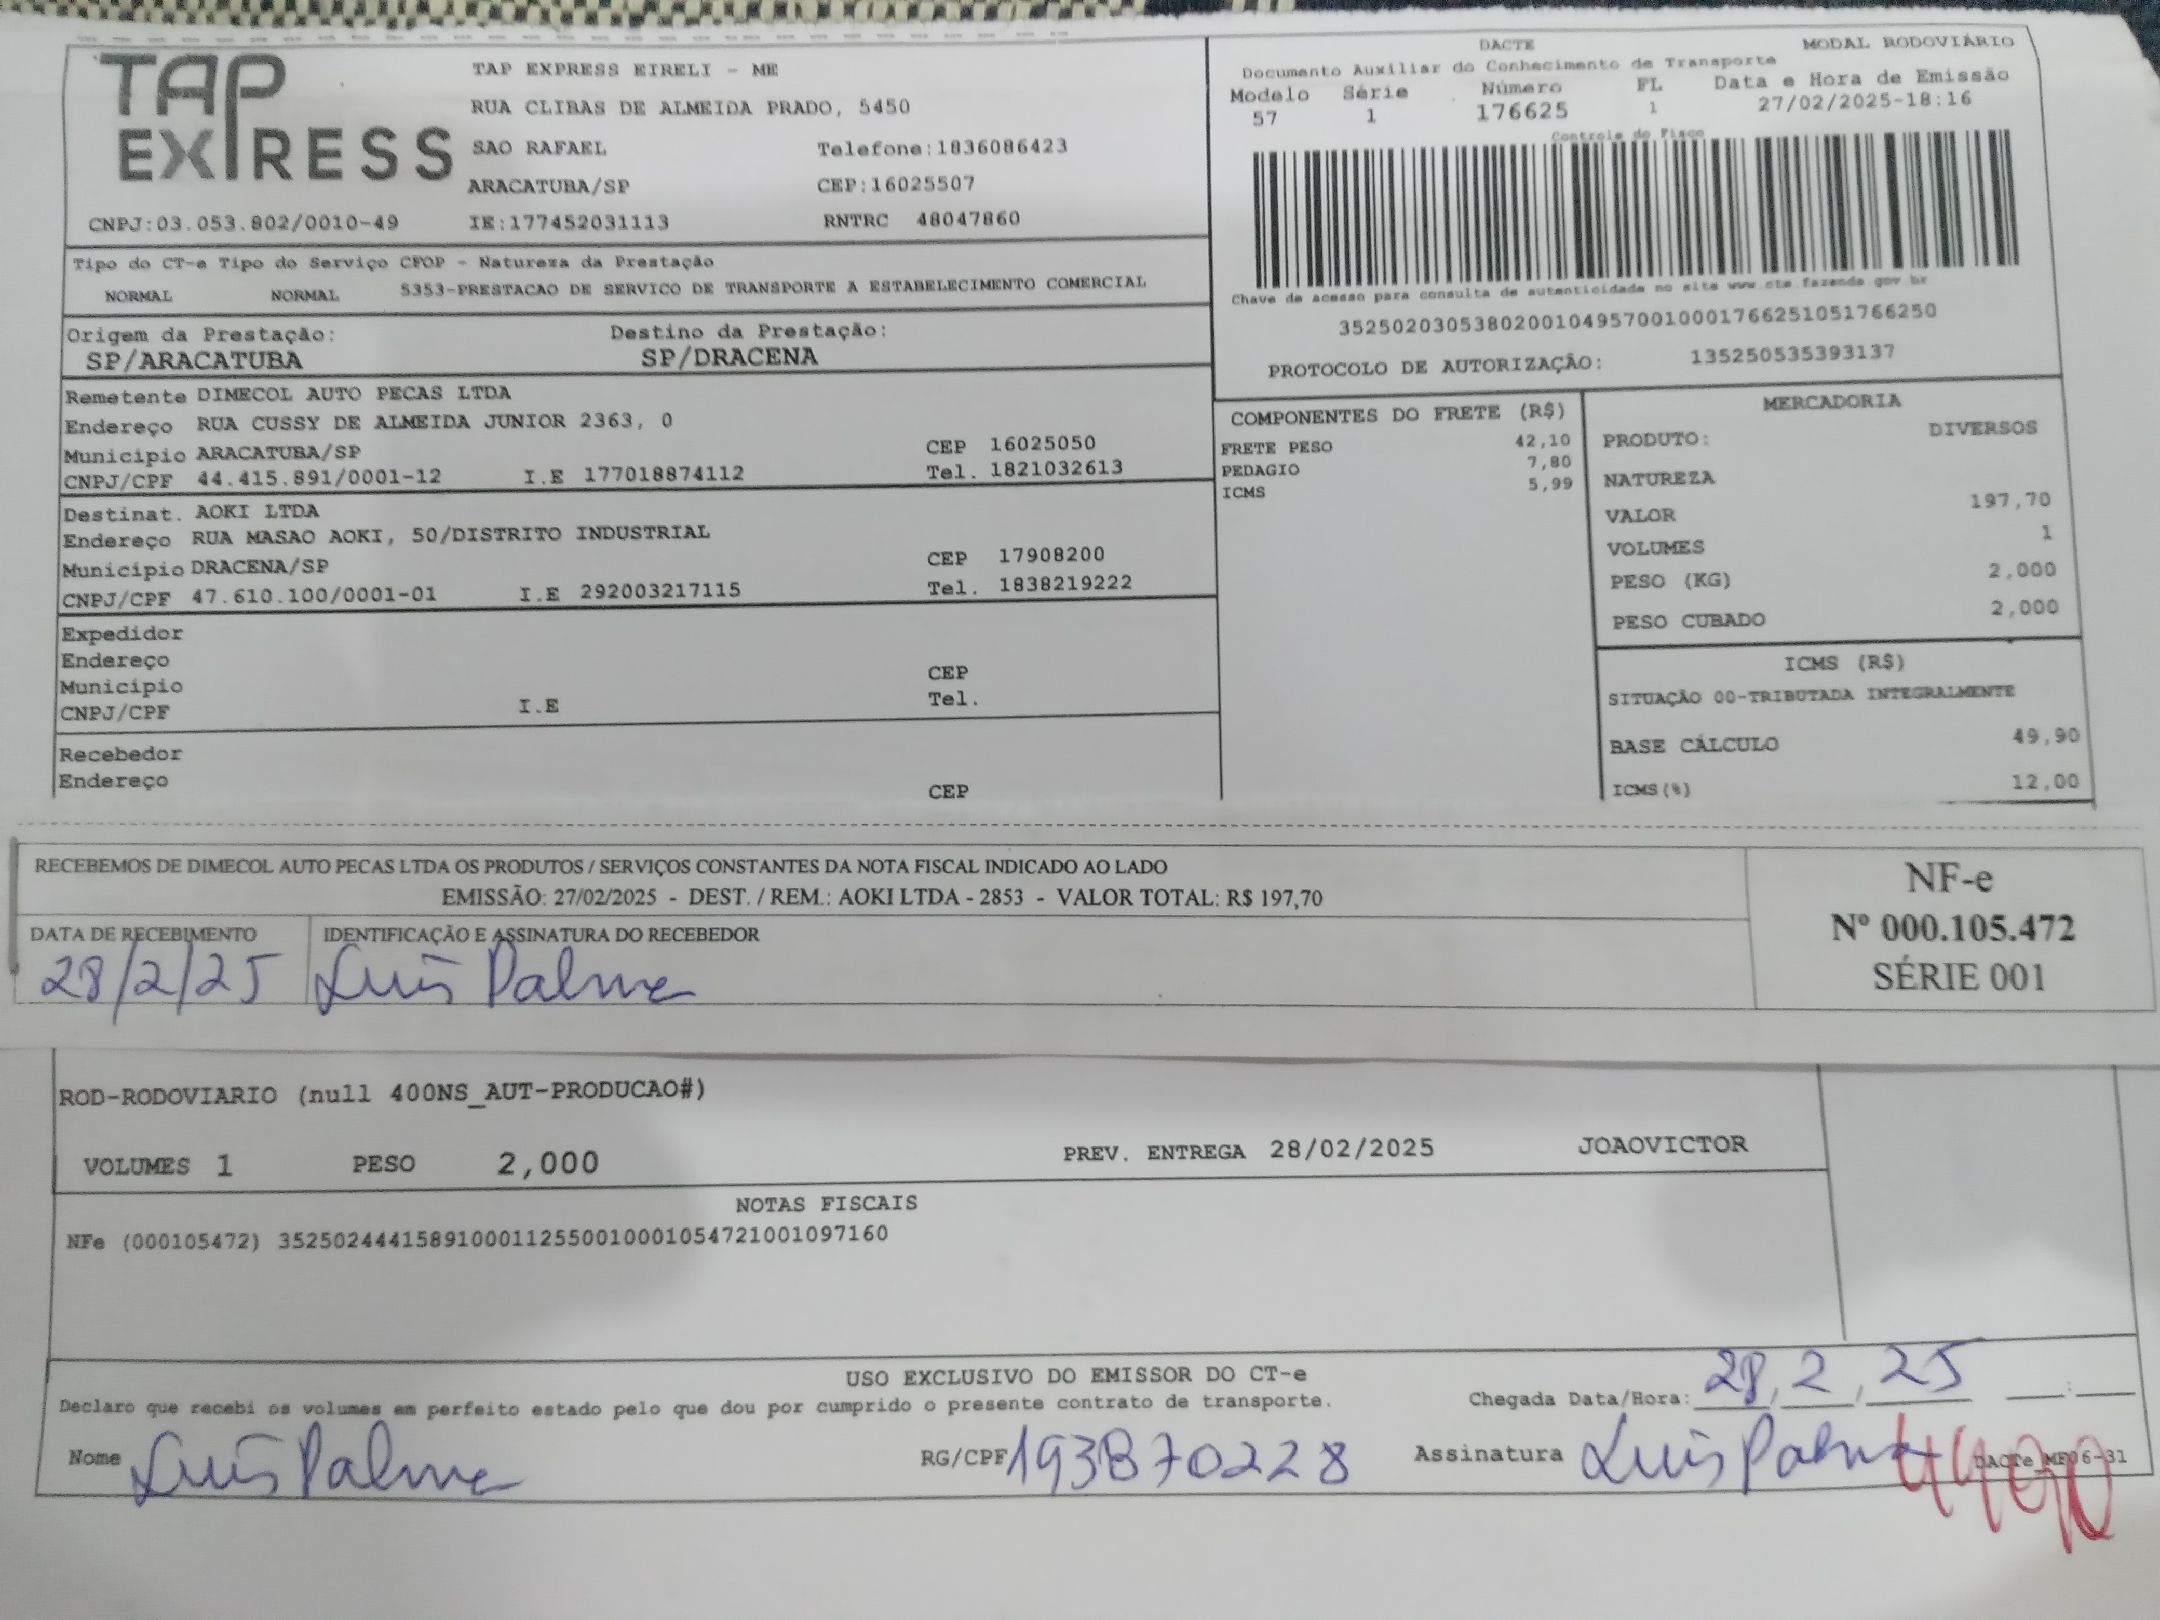 TAP EXPRESS
TAP EXPRESS EIRELI - ME
RUA CLIBAS DE ALMEIDA PRADO, 5450
SAO RAFAEL Telefone:1836086423
ARACATUBA/SP CEP:16025507
CNPJ:03.053.802/0010-49 IE:177452031113 RNTRC 48047860
DACTE MODAL RODOVIÁRIO
Documento Auxiliar do Conhecimento de Transporte
Modelo Série Número FL Data e Hora de Emissão
57 1 176625 1 27/02/2025-18:16
Controle do Fisco
Chave de acesso para consulta de autenticidade no site www.cte.fazenda.gov.br
35250203053802001049570010001766251051766250
PROTOCOLO DE AUTORIZAÇÃO: 135250535393137
Tipo do CT-e Tipo do Serviço CFOP - Natureza da Prestação
NORMAL NORMAL 5353-PRESTACAO DE SERVICO DE TRANSPORTE A ESTABELECIMENTO COMERCIAL
Origem da Prestação: Destino da Prestação:
SP/ARACATUBA SP/DRACENA
Remetente DIMECOL AUTO PECAS LTDA
Endereço RUA CUSSY DE ALMEIDA JUNIOR 2363, 0
Município ARACATUBA/SP CEP 16025050
CNPJ/CPF 44.415.891/0001-12 I.E 177018874112 Tel. 1821032613
Destinat. AOKI LTDA
Endereço RUA MASAO AOKI, 50/DISTRITO INDUSTRIAL
Município DRACENA/SP CEP 17908200
CNPJ/CPF 47.610.100/0001-01 I.E 292003217115 Tel. 1838219222
Expedidor
Endereço
Município CEP
CNPJ/CPF I.E Tel.
Recebedor
Endereço CEP
COMPONENTES DO FRETE (R$)
FRETE PESO 42,10
PEDAGIO 7,80
ICMS 5,99
MERCADORIA
PRODUTO: DIVERSOS
NATUREZA
VALOR 197,70
VOLUMES 1
PESO (KG) 2,000
PESO CUBADO 2,000
ICMS (R$)
SITUAÇÃO 00-TRIBUTADA INTEGRALMENTE
BASE CÁLCULO 49,90
ICMS(%) 12,00
RECEBEMOS DE DIMECOL AUTO PECAS LTDA OS PRODUTOS / SERVIÇOS CONSTANTES DA NOTA FISCAL INDICADO AO LADO
EMISSÃO: 27/02/2025 - DEST. / REM.: AOKI LTDA - 2853 - VALOR TOTAL: R$ 197,70
DATA DE RECEBIMENTO IDENTIFICAÇÃO E ASSINATURA DO RECEBEDOR
28/2/25 Luis Palma
NF-e
Nº 000.105.472
SÉRIE 001
ROD-RODOVIARIO (null 400NS_AUT-PRODUCAO#)
VOLUMES 1 PESO 2,000 PREV. ENTREGA 28/02/2025 JOAOVICTOR
NOTAS FISCAIS
NFe (000105472) 35250244415891000112550010001054721001097160
USO EXCLUSIVO DO EMISSOR DO CT-e
Declaro que recebi os volumes em perfeito estado pelo que dou por cumprido o presente contrato de transporte.
Chegada Data/Hora: 28,2,25 __:__
Nome Luis Palma RG/CPF 193870228 Assinatura Luis Palma